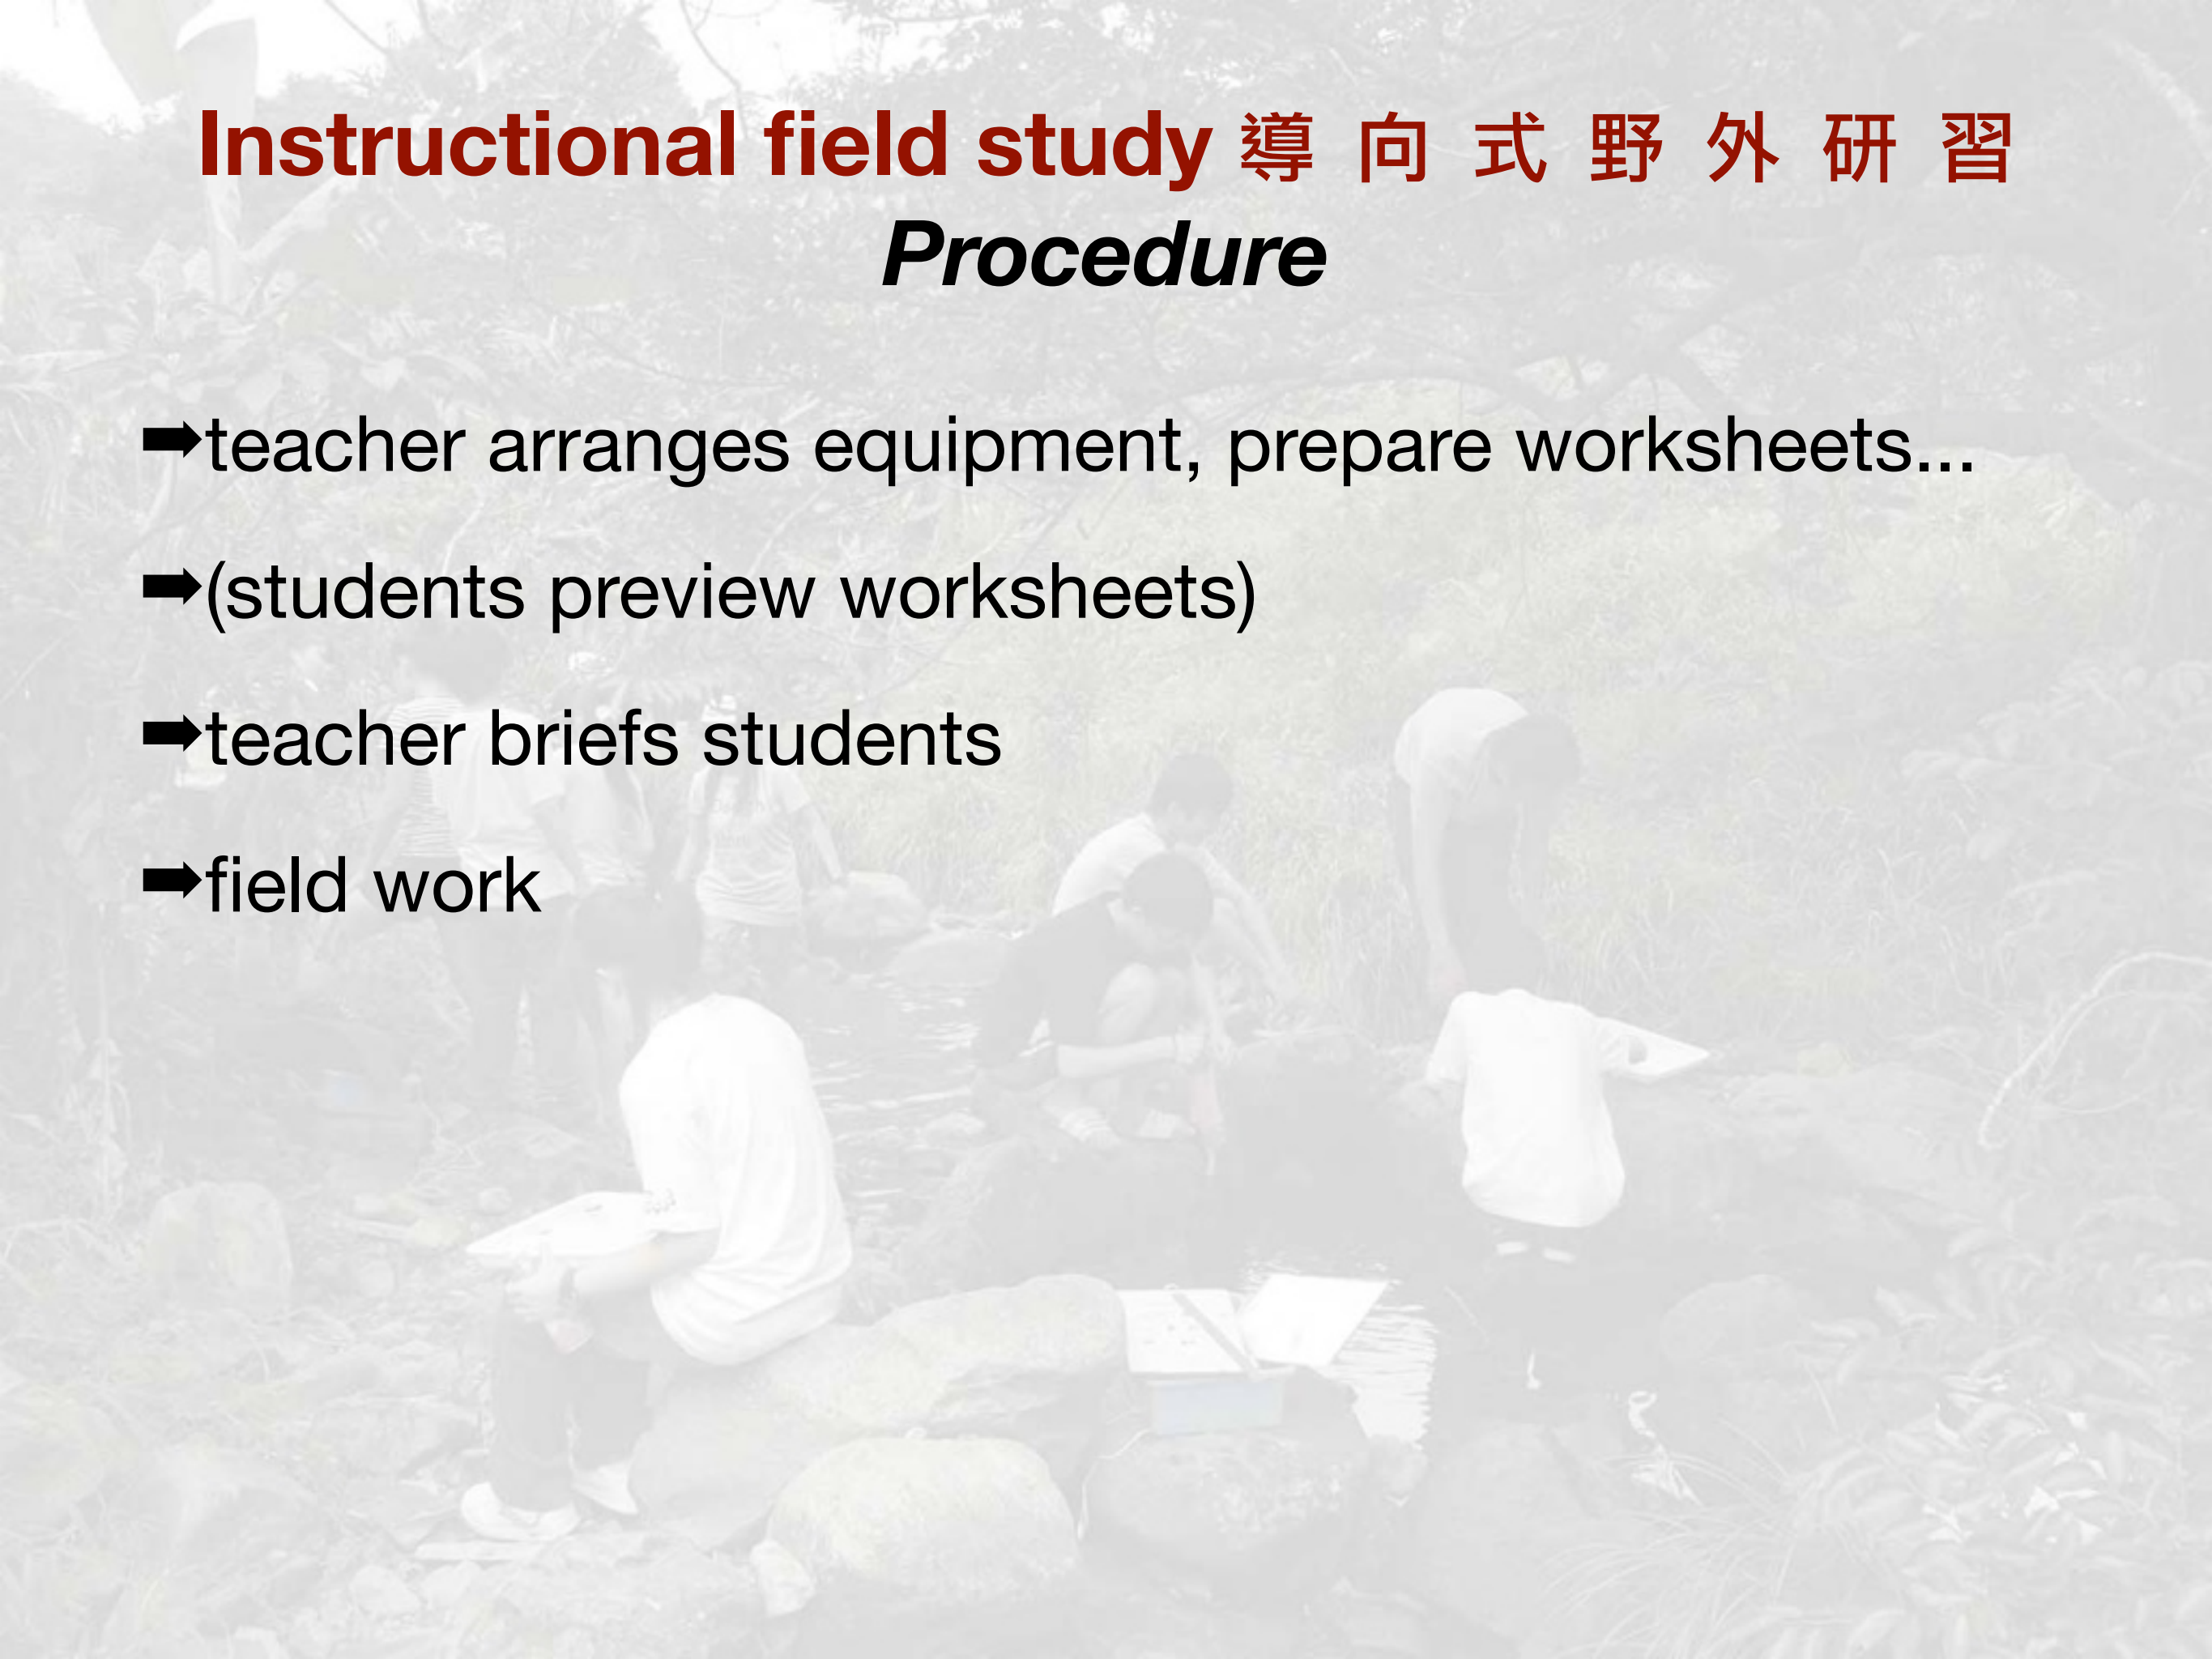 Instructional field study 導 向 式 野 外 研 習
Procedure
➡teacher arranges equipment, prepare worksheets...
➡(students preview worksheets)
➡teacher briefs students
➡field work